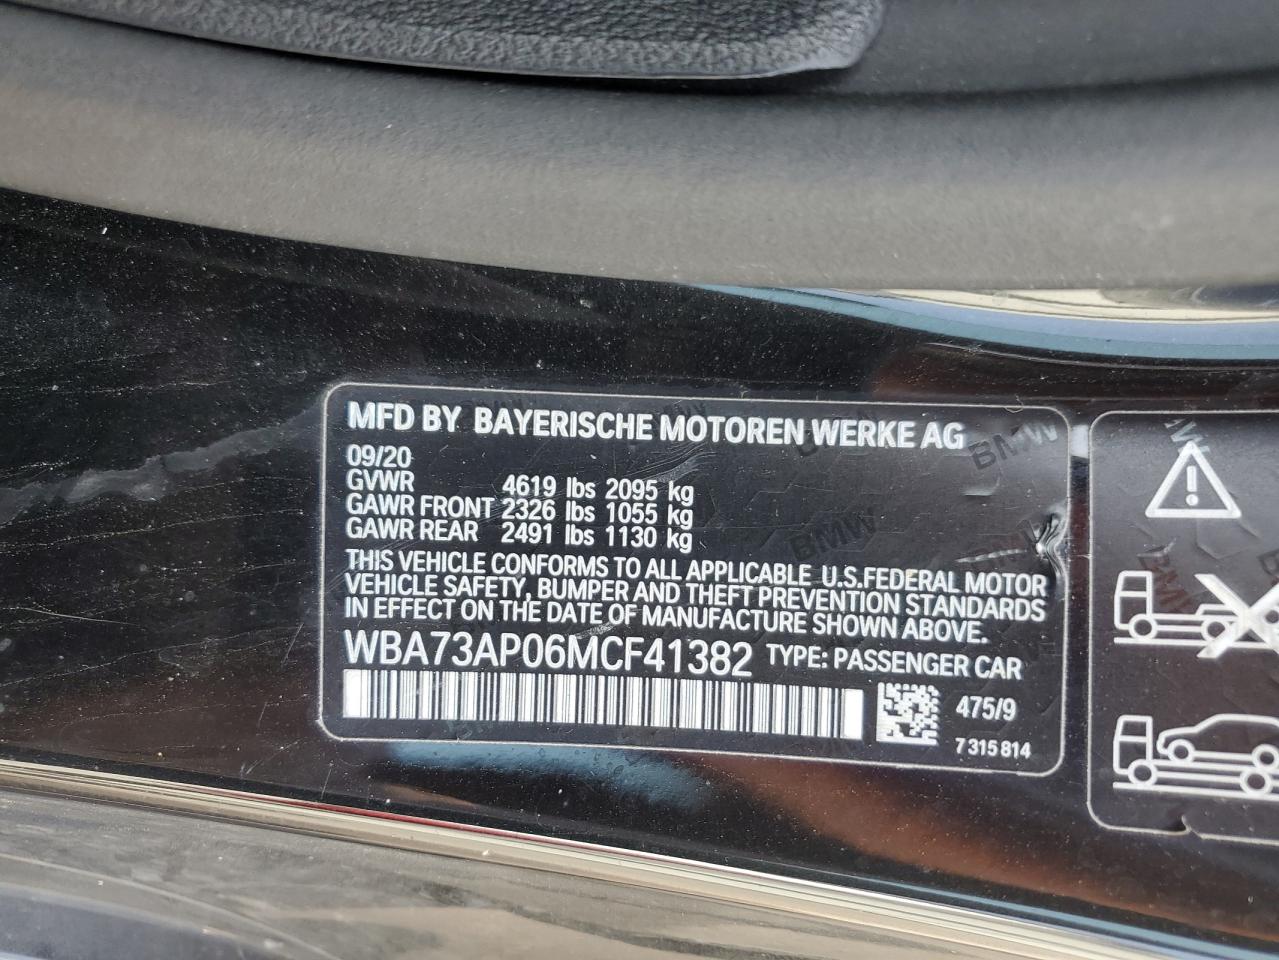 MFD BY BAYERISCHE MOTOREN WERKE AG
09/20
GVWR 4619 lbs 2095 kg
GAWR FRONT 2326 lbs 1055 kg
GAWR REAR 2491 lbs 1130 kg
THIS VEHICLE CONFORMS TO ALL APPLICABLE U.S.FEDERAL MOTOR
VEHICLE SAFETY, BUMPER AND THEFT PREVENTION STANDARDS
IN EFFECT ON THE DATE OF MANUFACTURE SHOWN ABOVE.
WBA73AP06MCF41382 TYPE: PASSENGER CAR
475/9
7 315 814
BMW
BMW